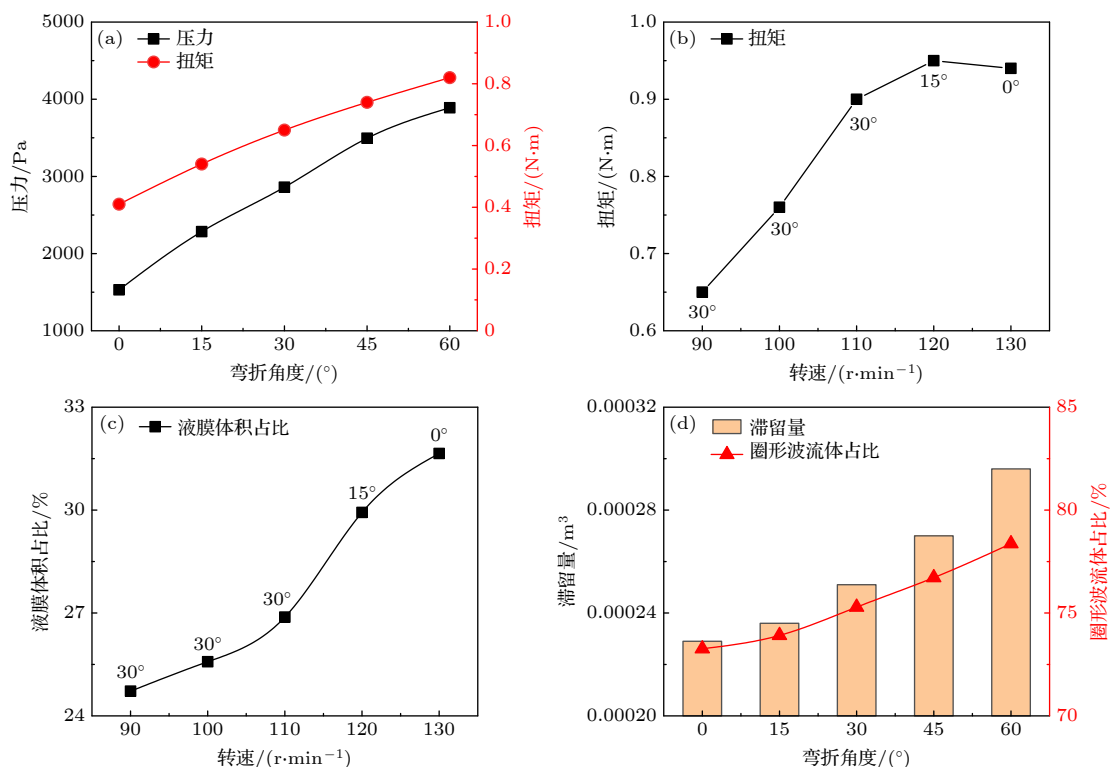 (a)
压力
扭矩
压力/Pa
5000
4000
3000
2000
1000
扭矩/(N·m)
1.0
0.8
0.6
0.4
0.2
0
0 15 30 45 60
弯折角度/(°)
(b)
扭矩
扭矩/(N·m)
1.0
0.9
0.8
0.7
0.6
30°
30°
30°
15°
0°
90 100 110 120 130
转速/(r·min⁻¹)
(c)
液膜体积占比
液膜体积占比/%
33
30
27
24
30°
30°
30°
15°
0°
90 100 110 120 130
转速/(r·min⁻¹)
(d)
滞留量
圈形波流体占比
滞留量/m³
0.00032
0.00028
0.00024
0.00020
圈形波流体占比/%
85
80
75
70
0 15 30 45 60
弯折角度/(°)